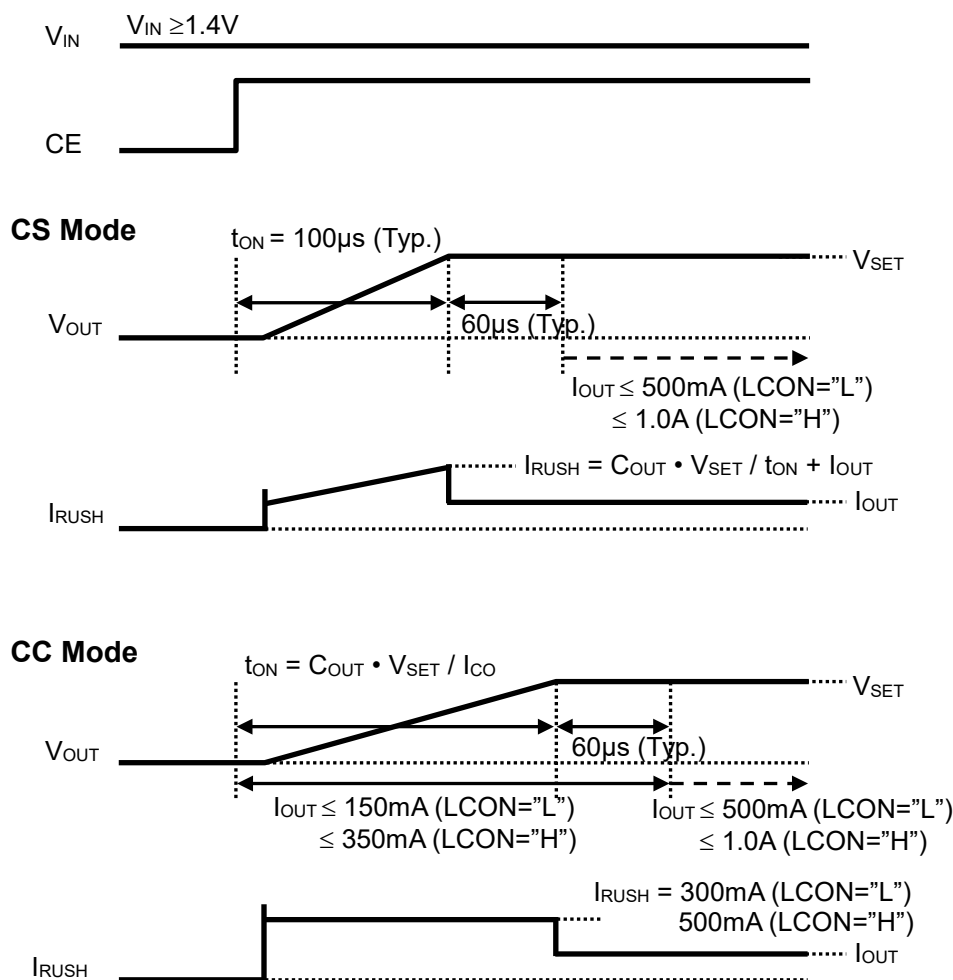 VIN VIN ≥1.4V
CE
CS Mode
tON = 100µs (Typ.)
VSET
VOUT
60µs (Typ.)
IOUT ≤ 500mA (LCON=”L”)
≤ 1.0A (LCON=”H”)
IRUSH = COUT • VSET / tON + IOUT
IRUSH
IOUT
CC Mode
tON = COUT • VSET / ICO
VSET
VOUT
60µs (Typ.)
IOUT ≤ 150mA (LCON=”L”) IOUT ≤ 500mA (LCON=”L”)
≤ 350mA (LCON=”H”) ≤ 1.0A (LCON=”H”)
IRUSH = 300mA (LCON=”L”)
500mA (LCON=”H”)
IOUT
IRUSH